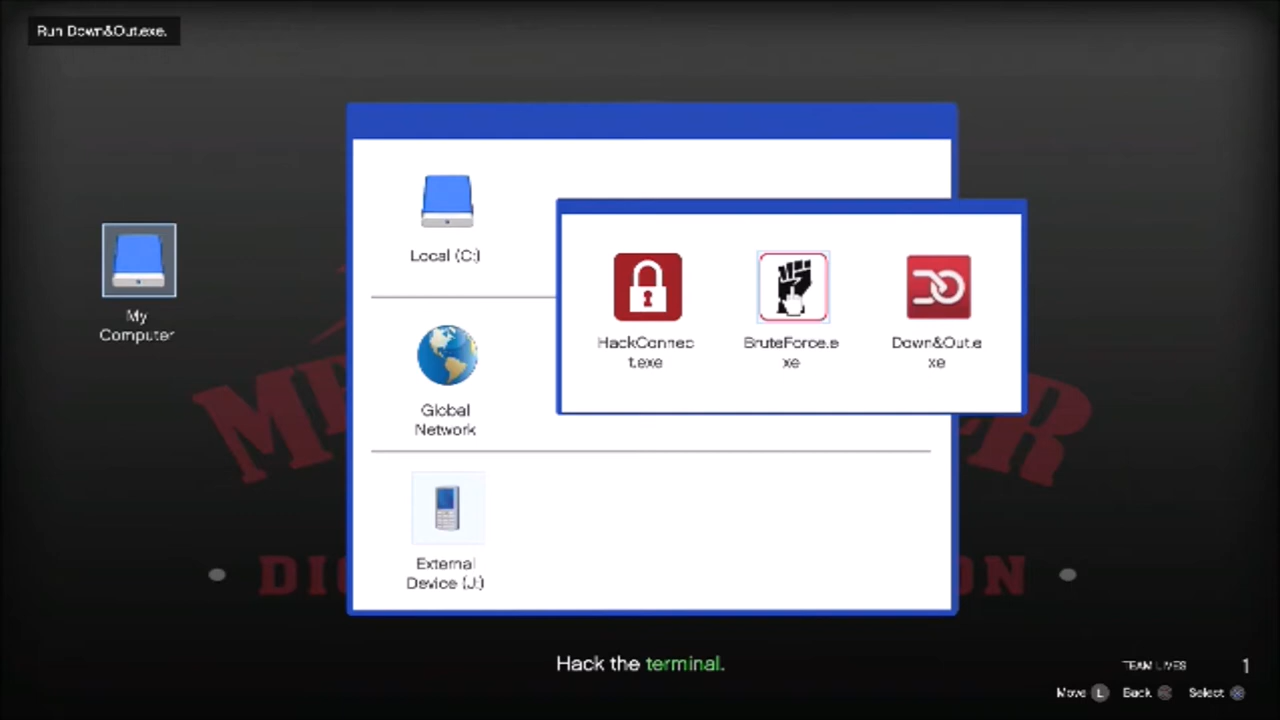 Run Down&Out.exe.
Local (C:)
HackConnec
t.exe
BruteForce.e
xe
Down&Out.e
xe
My
Computer
Global
Network
External
Device (J:)
Hack the terminal.
TEAM LIVES 1
Move L Back Select